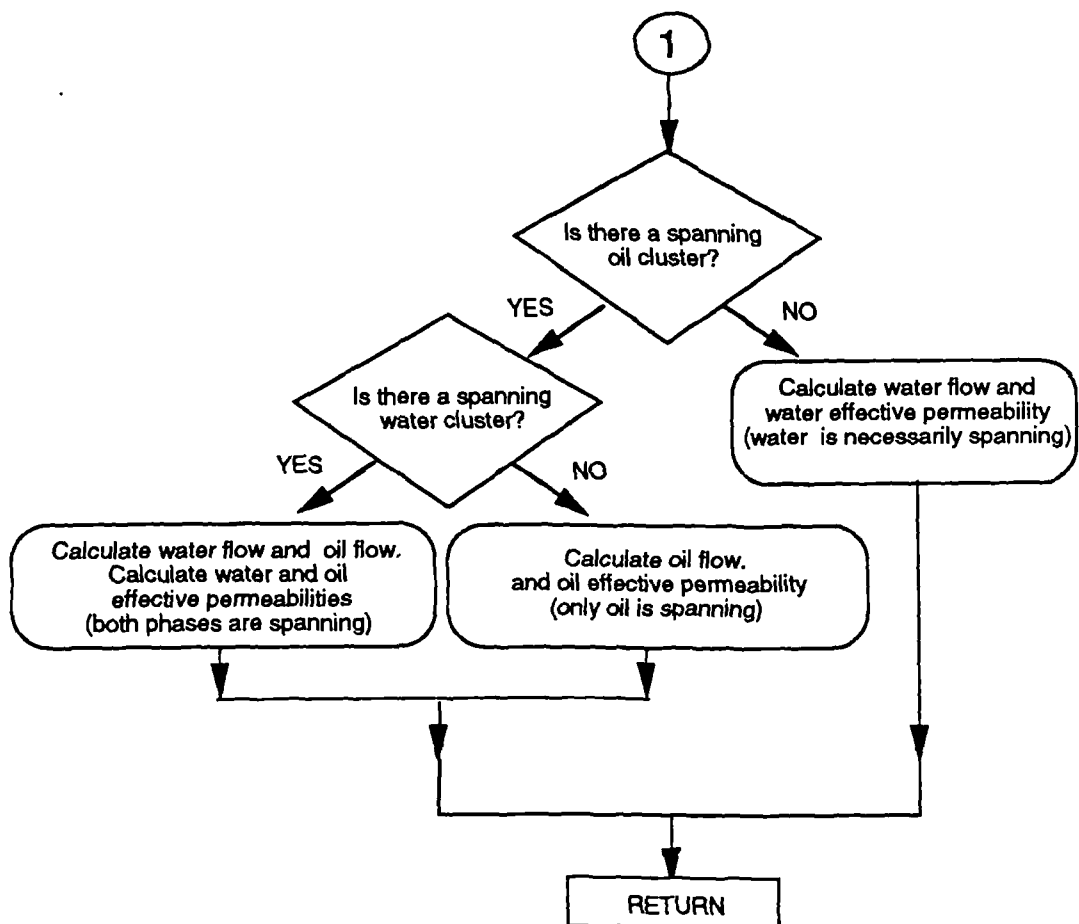 1
Is there a spanning
oil cluster?
YES
NO
Is there a spanning
water cluster?
Calculate water flow and
water effective permeability
(water is necessarily spanning)
YES
NO
Calculate water flow and oil flow.
Calculate water and oil
effective permeabilities
(both phases are spanning)
Calculate oil flow.
and oil effective permeability
(only oil is spanning)
RETURN